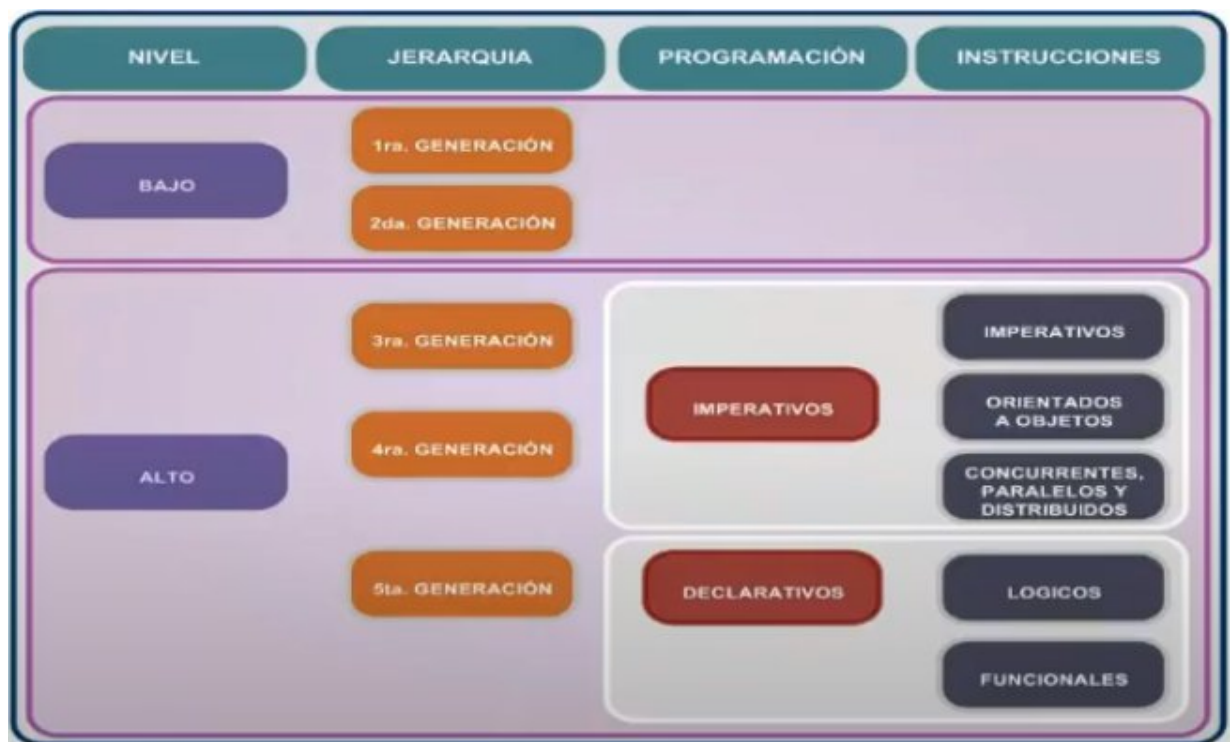 NIVEL
JERARQUIA
PROGRAMACIÓN
INSTRUCCIONES
BAJO
1ra. GENERACIÓN
2da. GENERACIÓN
ALTO
3ra. GENERACIÓN
4ra. GENERACIÓN
5ta. GENERACIÓN
IMPERATIVOS
IMPERATIVOS
ORIENTADOS
A OBJETOS
CONCURRENTES,
PARALELOS Y
DISTRIBUIDOS
DECLARATIVOS
LOGICOS
FUNCIONALES